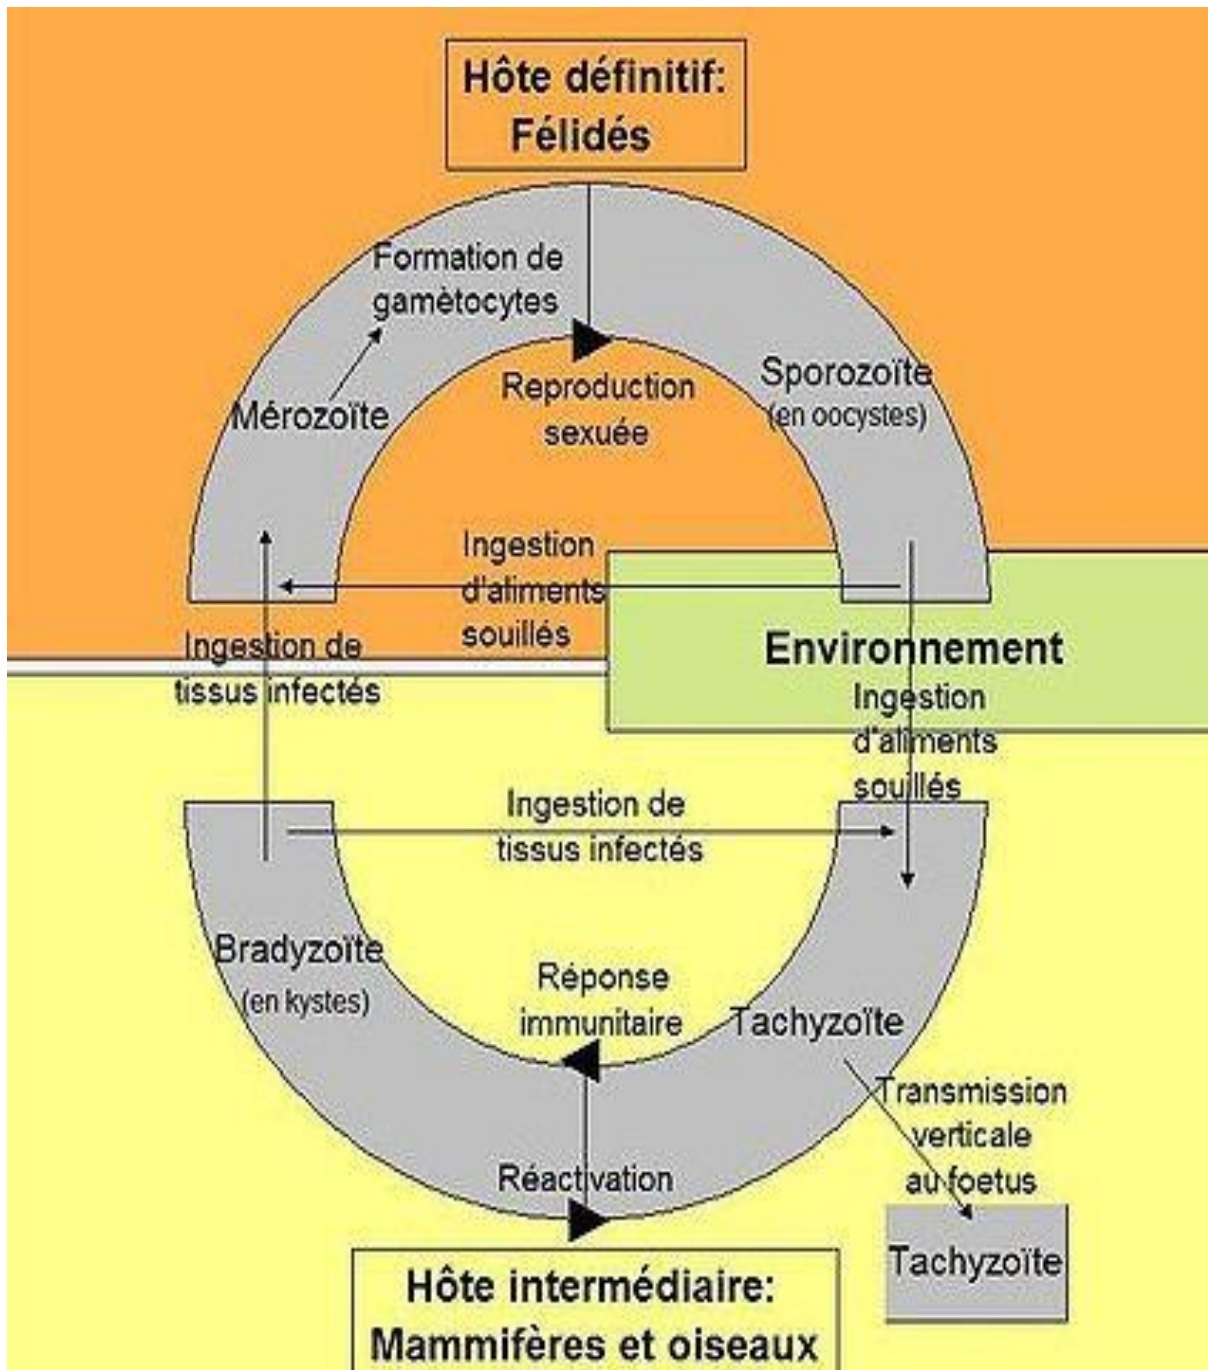 Hôte définitif:
Félidés
Formation de
gamètocytes
Mérozoïte
Reproduction
sexuée
Sporozoïte
(en oocystes)
Ingestion
d'aliments
souillés
Environnement
Ingestion de
tissus infectés
Ingestion
d'aliments
souillés
Ingestion de
tissus infectés
Bradyzoïte
(en kystes)
Réponse
immunitaire
Tachyzoïte
Transmission
verticale
au foetus
Réactivation
Tachyzoïte
Hôte intermédiaire:
Mammifères et oiseaux